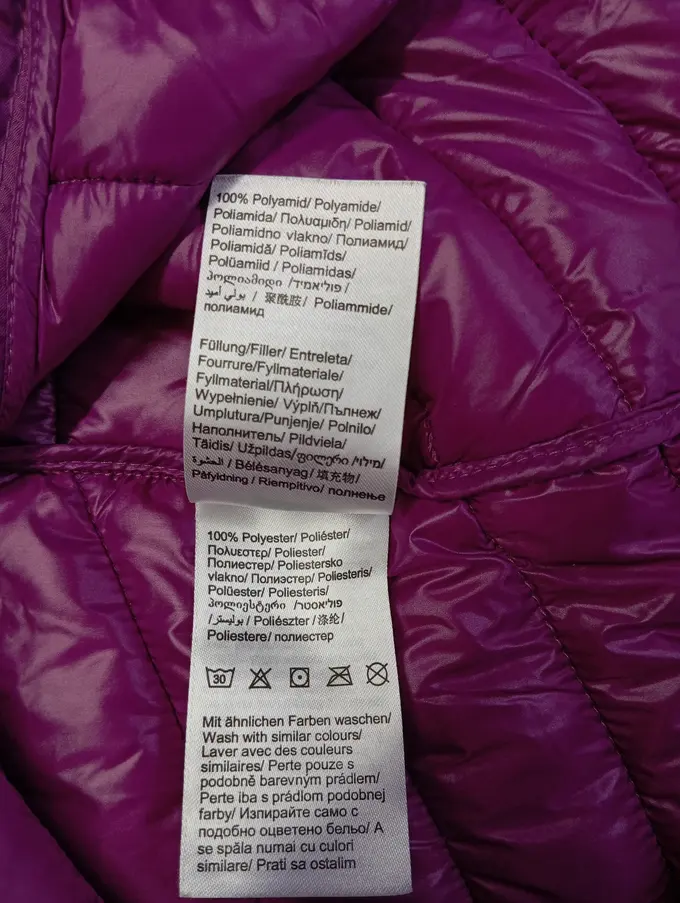 100% Polyamid/ Polyamide/
Poliamida/ Πολυαμιδη/ Poliamid/
Poliamidno vlakno/ Полиамид/
Poliamidă/ Poliamīds/
Polüamiid / Poliamidas/
პოლიამიდი /פוליאמיד /
بولي أميد / 聚酰胺/ Poliammide/
полиамид
Füllung/Filler/ Entreleta/
Fourrure/Fyllmateriale/
Fyllmaterial/Πλήρωση/
Wypełnienie/ Výplň/Пълнеж/
Umplutura/Punjenje/ Polnilo/
Наполнитель/ Pildviela/
Täidis/ Užpildas/ფილერი /מילוי/
الحشوة / Bélésanyag/ 填充物/
Påfyldning / Riempitivo/ полнење
100% Polyester/ Poliéster/
Πολυεστερ/ Poliester/
Полиестер/ Poliestersko
vlakno/ Полиэстер/ Poliesteris/
Polüester/ Poliesteris/
პოლიესტერი /פוליאסטר/
بوليستر/ / Poliészter /涤纶/
Poliestere/ полиестер
30
Mit ähnlichen Farben waschen/
Wash with similar colours/
Laver avec des couleurs
similaires/ Perte pouze s
podobně barevným prádlem/
Perte iba s prádlom podobnej
farby/ Изпирайте само с
подобно оцветено бельо/ A
se spăla numai cu culori
similare/ Prati sa ostalim